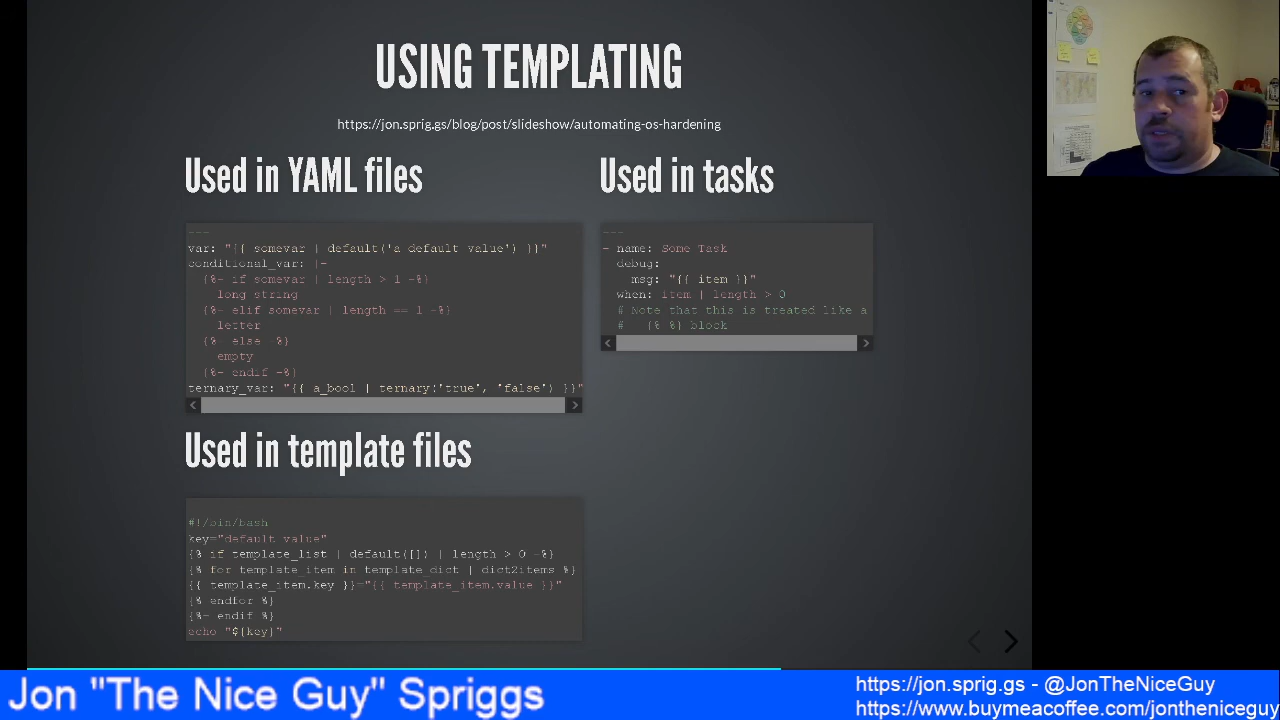 USING TEMPLATING
https://jon.sprig.gs/blog/post/slideshow/automating-os-hardening
Used in YAML files
---
var: "{{ somevar | default('a default value') }}"
conditional_var: |-
{%- if somevar | length > 1 -%}
long string
{%- elif somevar | length == 1 -%}
letter
{%- else -%}
empty
{%- endif -%}
ternary_var: "{{ a_bool | ternary('true', 'false') }}"
Used in tasks
---
- name: Some Task
debug:
msg: "{{ item }}"
when: item | length > 0
# Note that this is treated like a
# {% %} block
Used in template files
#!/bin/bash
key="default value"
{% if template_list | default([]) | length > 0 -%}
{% for template_item in template_dict | dict2items %}
{{ template_item.key }}="{{ template_item.value }}"
{% endfor %}
{%- endif %}
echo "${key}"
Jon "The Nice Guy" Spriggs
https://jon.sprig.gs - @JonTheNiceGuy
https://www.buymeacoffee.com/jontheniceguy